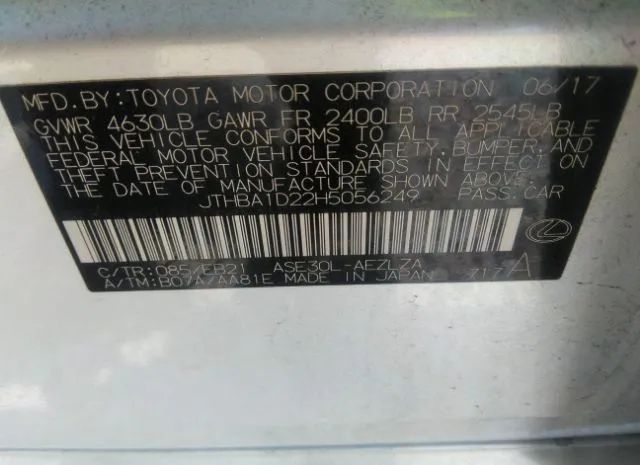 MFD.BY:TOYOTA MOTOR CORPORATION 06/17
GVWR 4630LB GAWR FR 2400LB RR 2545LB
THIS VEHICLE CONFORMS TO ALL APPLICABLE
FEDERAL MOTOR VEHICLE SAFETY,BUMPER,AND
THEFT PREVENTION STANDARDS IN EFFECT ON
THE DATE OF MANUFACTURE SHOWN ABOVE.
JTHBA1D22H5056249 PASS.CAR
C/TR:085/EB21 ASE30L-AEZLZA
A/TM:B07A/AA81E MADE IN JAPAN 717A